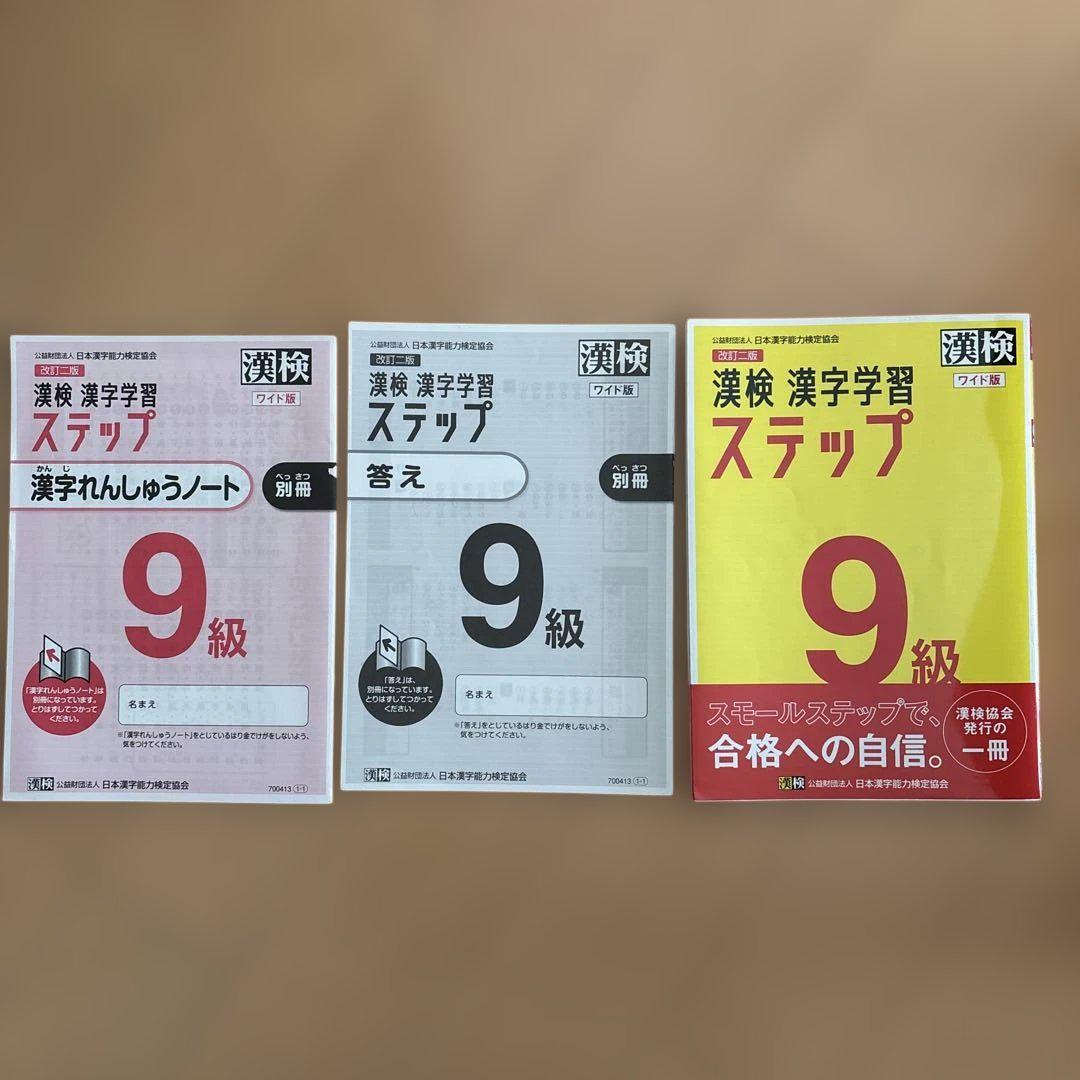 公益財団法人 日本漢字能力検定協会
改訂二版
漢検
ワイド版
漢検 漢字学習
ステップ
かん じ
漢字れんしゅうノート
べっ さつ
別冊
9級
「漢字れんしゅうノート」は
別冊になっています。
とりはずしてつかって
ください。
名まえ
※「漢字れんしゅうノート」をとじているはり金でけがをしないよう、
気をつけてください。
漢検 公益財団法人 日本漢字能力検定協会
700413 1-1
公益財団法人 日本漢字能力検定協会
改訂二版
漢検
ワイド版
漢検 漢字学習
ステップ
答え
べっ さつ
別冊
9級
「答え」は、
別冊になっています。
とりはずしてつかって
ください。
名まえ
※「答え」をとじているはり金でけがをしないよう、
気をつけてください。
漢検 公益財団法人 日本漢字能力検定協会
700413 1-1
公益財団法人 日本漢字能力検定協会
改訂二版
漢検
ワイド版
漢検 漢字学習
ステップ
9級
スモールステップで、
合格への自信。
漢検協会
発行の
一冊
漢検 公益財団法人 日本漢字能力検定協会